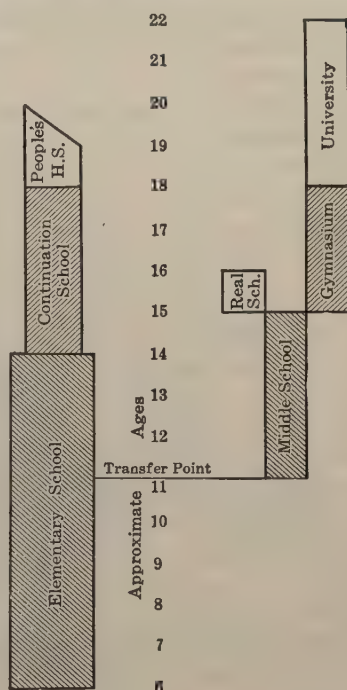 22
21
20
19
18
17
16
15
14
13
12
11
10
9
8
7
Ages
Approximate
Transfer Point
Peoples'
H.S.
Continuation
School
Elementary School
Real
Sch.
Middle School
Gymnasium
University